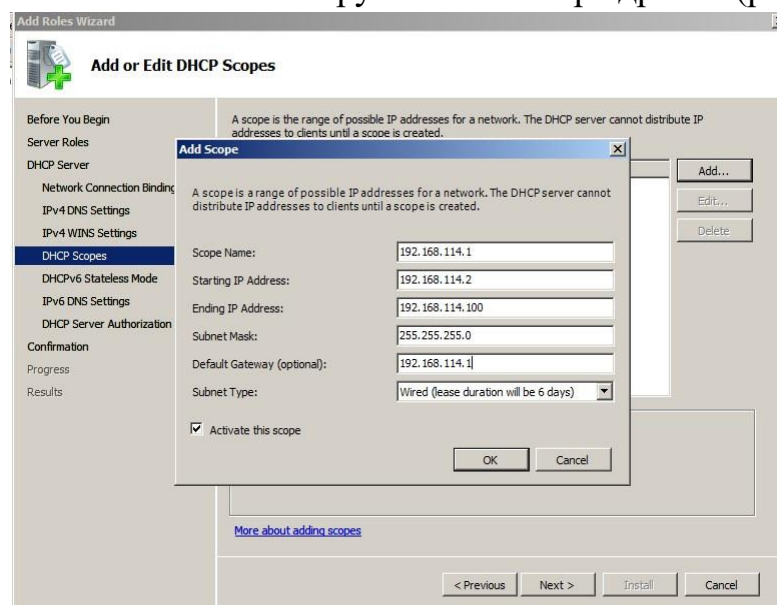 Add Roles Wizard
Add or Edit DHCP Scopes
Before You Begin
Server Roles
DHCP Server
Network Connection Binding
IPv4 DNS Settings
IPv4 WINS Settings
DHCP Scopes
DHCPv6 Stateless Mode
IPv6 DNS Settings
DHCP Server Authorization
Confirmation
Progress
Results
A scope is the range of possible IP addresses for a network. The DHCP server cannot distribute IP
addresses to clients until a scope is created.
Add...
Edit...
Delete
Add Scope
A scope is a range of possible IP addresses for a network. The DHCP server cannot
distribute IP addresses to clients until a scope is created.
Scope Name: 192.168.114.1
Starting IP Address: 192.168.114.2
Ending IP Address: 192.168.114.100
Subnet Mask: 255.255.255.0
Default Gateway (optional): 192.168.114.1
Subnet Type: Wired (lease duration will be 6 days)
Activate this scope
OK Cancel
More about adding scopes
< Previous Next > Install Cancel